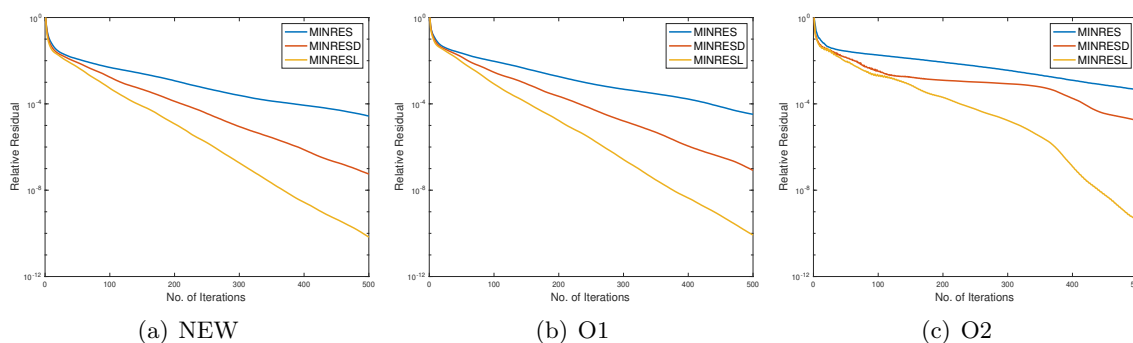 10^0
10^-4
10^-8
10^-12
Relative Residual
0 100 200 300 400 500
No. of Iterations
MINRES
MINRESD
MINRESL
(a) NEW
10^0
10^-4
10^-8
10^-12
Relative Residual
0 100 200 300 400 500
No. of Iterations
MINRES
MINRESD
MINRESL
(b) O1
10^0
10^-4
10^-8
10^-12
Relative Residual
0 100 200 300 400
No. of Iterations
MINRES
MINRESD
MINRESL
(c) O2